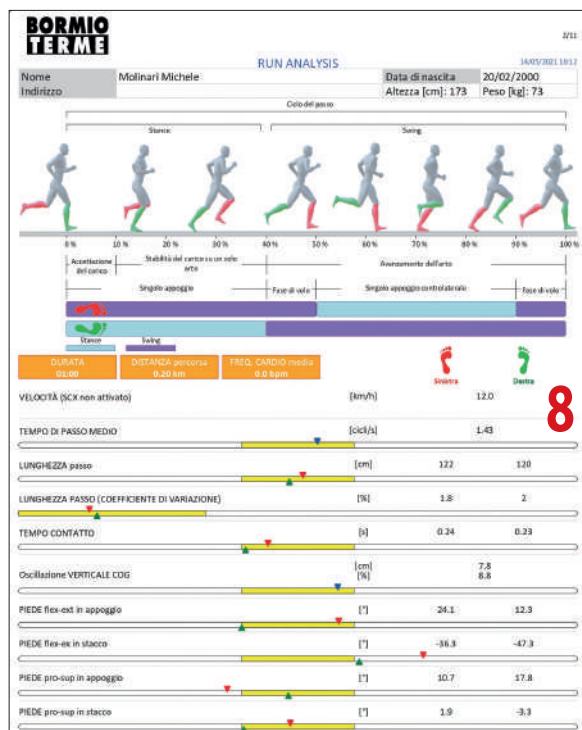 BORMIO
TERME
2/11
RUN ANALYSIS
14/05/2021 18:12
Nome Molinari Michele Data di nascita 20/02/2000
Indirizzo Altezza [cm]: 173 Peso [kg]: 73
Ciclo del passo
Stance Swing
0 % 10 % 20 % 30 % 40 % 50 % 60 % 70 % 80 % 90 % 100 %
Accettazione del carico Stabilità del carico su un solo arto Avanzamento dell'arto
Singolo appoggio Fase di volo Singolo appoggio controlaterale Fase di volo
Stance Swing
DURATA DISTANZA percorsa FREQ. CARDIO media
01:00 0.20 km 0.0 bpm
Sinistra Destra
VELOCITÀ (SCX non attivato) [km/h] 12.0
8
TEMPO DI PASSO MEDIO [cicli/s] 1.43
LUNGHEZZA passo [cm] 122 120
LUNGHEZZA PASSO (COEFFICIENTE DI VARIAZIONE) [%] 1.8 2
TEMPO CONTATTO [s] 0.24 0.23
Oscillazione VERTICALE COG [cm] 7.8
[%] 8.8
PIEDE flex-ext in appoggio [°] 24.1 12.3
PIEDE flex-ex in stacco [°] -36.3 -47.3
PIEDE pro-sup in appoggio [°] 10.7 17.8
PIEDE pro-sup in stacco [°] 1.9 -3.3